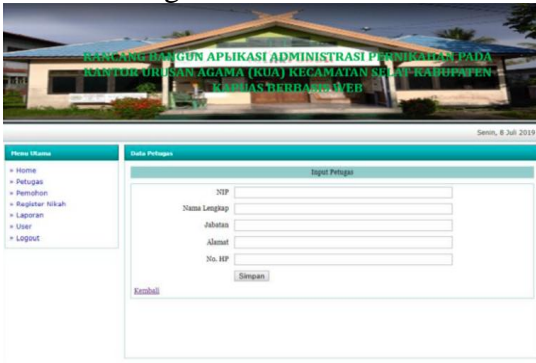 RANCANG BANGUN APLIKASI ADMINISTRASI PERNIKAHAN PADA
KANTOR URUSAN AGAMA (KUA) KECAMATAN SELAT KABUPATEN
KAPUAS BERBASIS WEB
Senin, 8 Juli 2019
Menu Utama
» Home
» Petugas
» Pemohon
» Register Nikah
» Laporan
» User
» Logout
Data Petugas
Input Petugas
NIP
Nama Lengkap
Jabatan
Alamat
No. HP
Simpan
Kembali